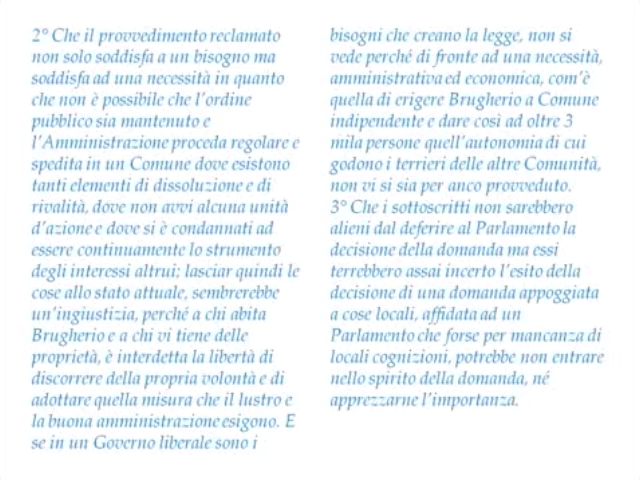 2° Che il provvedimento reclamato
non solo soddisfa a un bisogno ma
soddisfa ad una necessità in quanto
che non è possibile che l'ordine
pubblico sia mantenuto e
l'Amministrazione proceda regolare e
spedita in un Comune dove esistono
tanti elementi di dissoluzione e di
rivalità, dove non avvi alcuna unità
d'azione e dove si è condannati ad
essere continuamente lo strumento
degli interessi altrui; lasciar quindi le
cose allo stato attuale, sembrerebbe
un'ingiustizia, perché a chi abita
Brugherio e a chi vi tiene delle
proprietà, è interdetta la libertà di
discorrere della propria volontà e di
adottare quella misura che il lustro e
la buona amministrazione esigono. E
se in un Governo liberale sono i
bisogni che creano la legge, non si
vede perché di fronte ad una necessità,
amministrativa ed economica, com'è
quella di erigere Brugherio a Comune
indipendente e dare così ad oltre 3
mila persone quell'autonomia di cui
godono i terrieri delle altre Comunità,
non vi si sia per anco provveduto.
3° Che i sottoscritti non sarebbero
alieni dal deferire al Parlamento la
decisione della domanda ma essi
terrebbero assai incerto l'esito della
decisione di una domanda appoggiata
a cose locali, affidata ad un
Parlamento che forse per mancanza di
locali cognizioni, potrebbe non entrare
nello spirito della domanda, né
apprezzarne l'importanza.